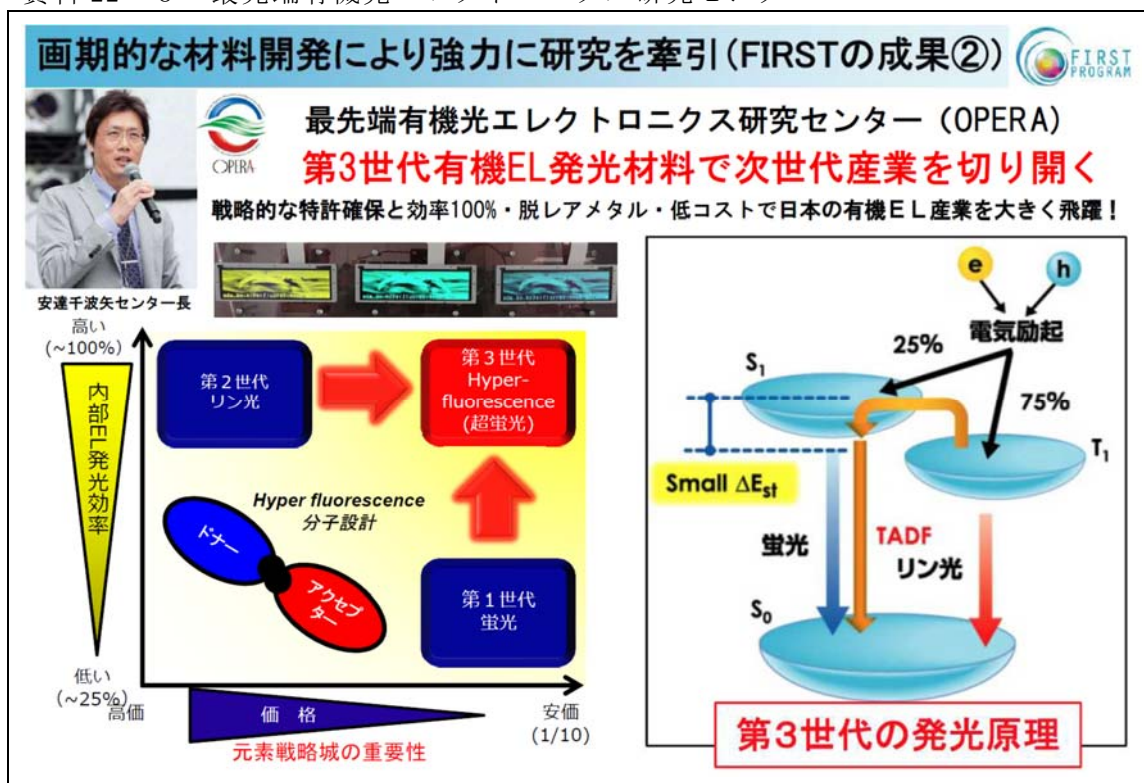 画期的な材料開発により強力に研究を牽引(FIRSTの成果②)
FIRST
PROGRAM
OPERA
最先端有機光エレクトロニクス研究センター (OPERA)
第3世代有機EL発光材料で次世代産業を切り開く
戦略的な特許確保と効率100%・脱レアメタル・低コストで日本の有機EL産業を大きく飛躍！
安達千波矢センター長
高い
(~100%)
内部EL発光効率
低い
(~25%)
第２世代
リン光
第３世代
Hyper-
fluorescence
(超蛍光)
Hyper fluorescence
分子設計
ドナー
アクセプ
ター
第１世代
蛍光
高価
価 格
安価
(1/10)
元素戦略城の重要性
e
h
電気励起
25%
75%
S1
T1
Small ΔEst
蛍光
TADF
リン光
S0
第3世代の発光原理